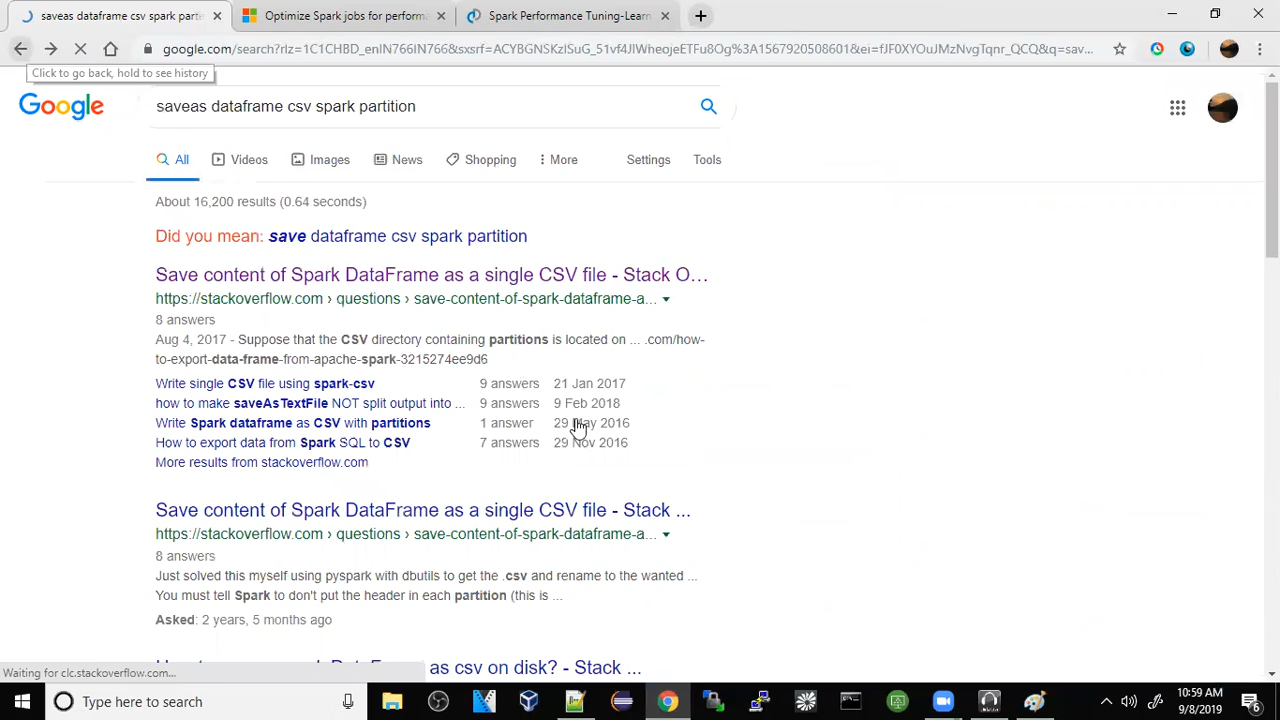 saveas dataframe csv spark parti
Optimize Spark jobs for performa
Spark Performance Tuning-Learn
google.com/search?rlz=1C1CHBD_enIN766IN766&sxsrf=ACYBGNSKzlSuG_51vf4JlWheojeETFu8Og%3A1567920508601&ei=fJF0XYOuJMzNvgTqnr_QCQ&q=sav...
Click to go back, hold to see history
Google
saveas dataframe csv spark partition
All Videos Images News Shopping More Settings Tools
About 16,200 results (0.64 seconds)
Did you mean: save dataframe csv spark partition
Save content of Spark DataFrame as a single CSV file - Stack O...
https://stackoverflow.com › questions › save-content-of-spark-dataframe-a...
8 answers
Aug 4, 2017 - Suppose that the CSV directory containing partitions is located on ... .com/how-
to-export-data-frame-from-apache-spark-3215274ee9d6
Write single CSV file using spark-csv 9 answers 21 Jan 2017
how to make saveAsTextFile NOT split output into ... 9 answers 9 Feb 2018
Write Spark dataframe as CSV with partitions 1 answer 29 May 2016
How to export data from Spark SQL to CSV 7 answers 29 Nov 2016
More results from stackoverflow.com
Save content of Spark DataFrame as a single CSV file - Stack ...
https://stackoverflow.com › questions › save-content-of-spark-dataframe-a...
8 answers
Just solved this myself using pyspark with dbutils to get the .csv and rename to the wanted ...
You must tell Spark to don't put the header in each partition (this is ...
Asked: 2 years, 5 months ago
as csv on disk? - Stack ...
Waiting for clc.stackoverflow.com...
Type here to search
10:59 AM
9/8/2019
6